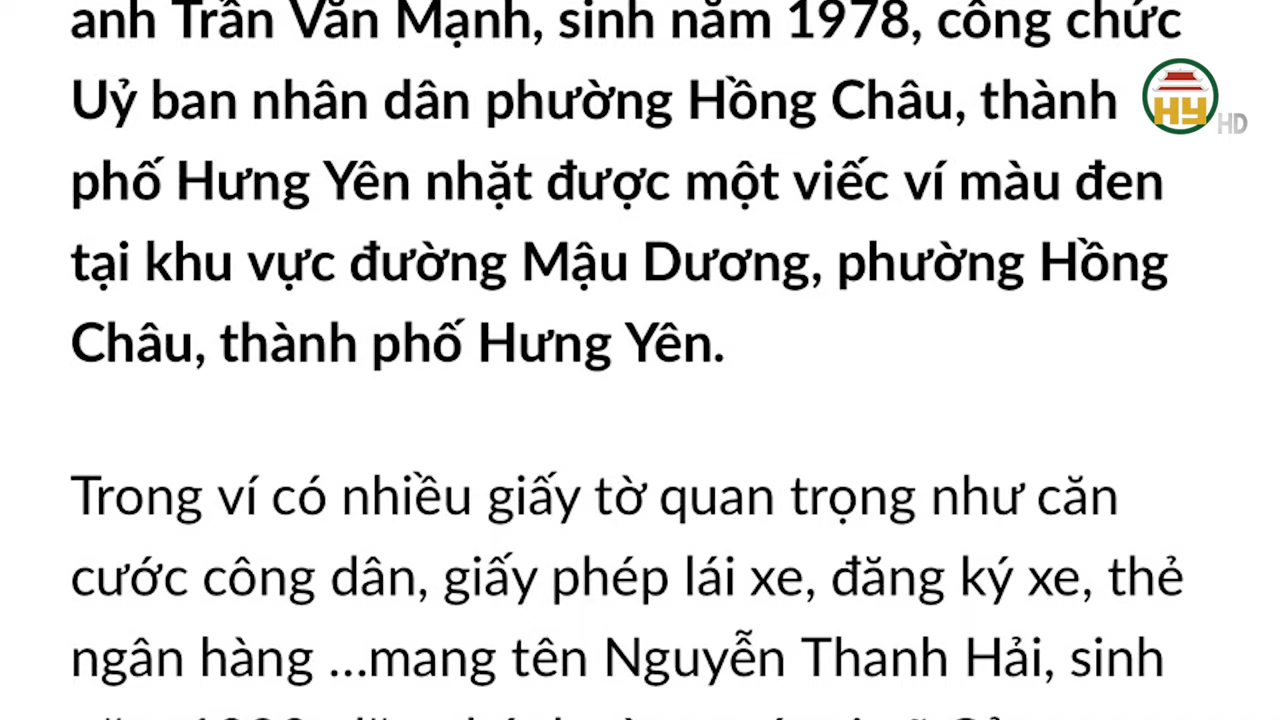 anh Trần Văn Mạnh, sinh năm 1978, công chức
Uỷ ban nhân dân phường Hồng Châu, thành
phố Hưng Yên nhặt được một viếc ví màu đen
tại khu vực đường Mậu Dương, phường Hồng
Châu, thành phố Hưng Yên.
Trong ví có nhiều giấy tờ quan trọng như căn
cước công dân, giấy phép lái xe, đăng ký xe, thẻ
ngân hàng ...mang tên Nguyễn Thanh Hải, sinh
HY HD